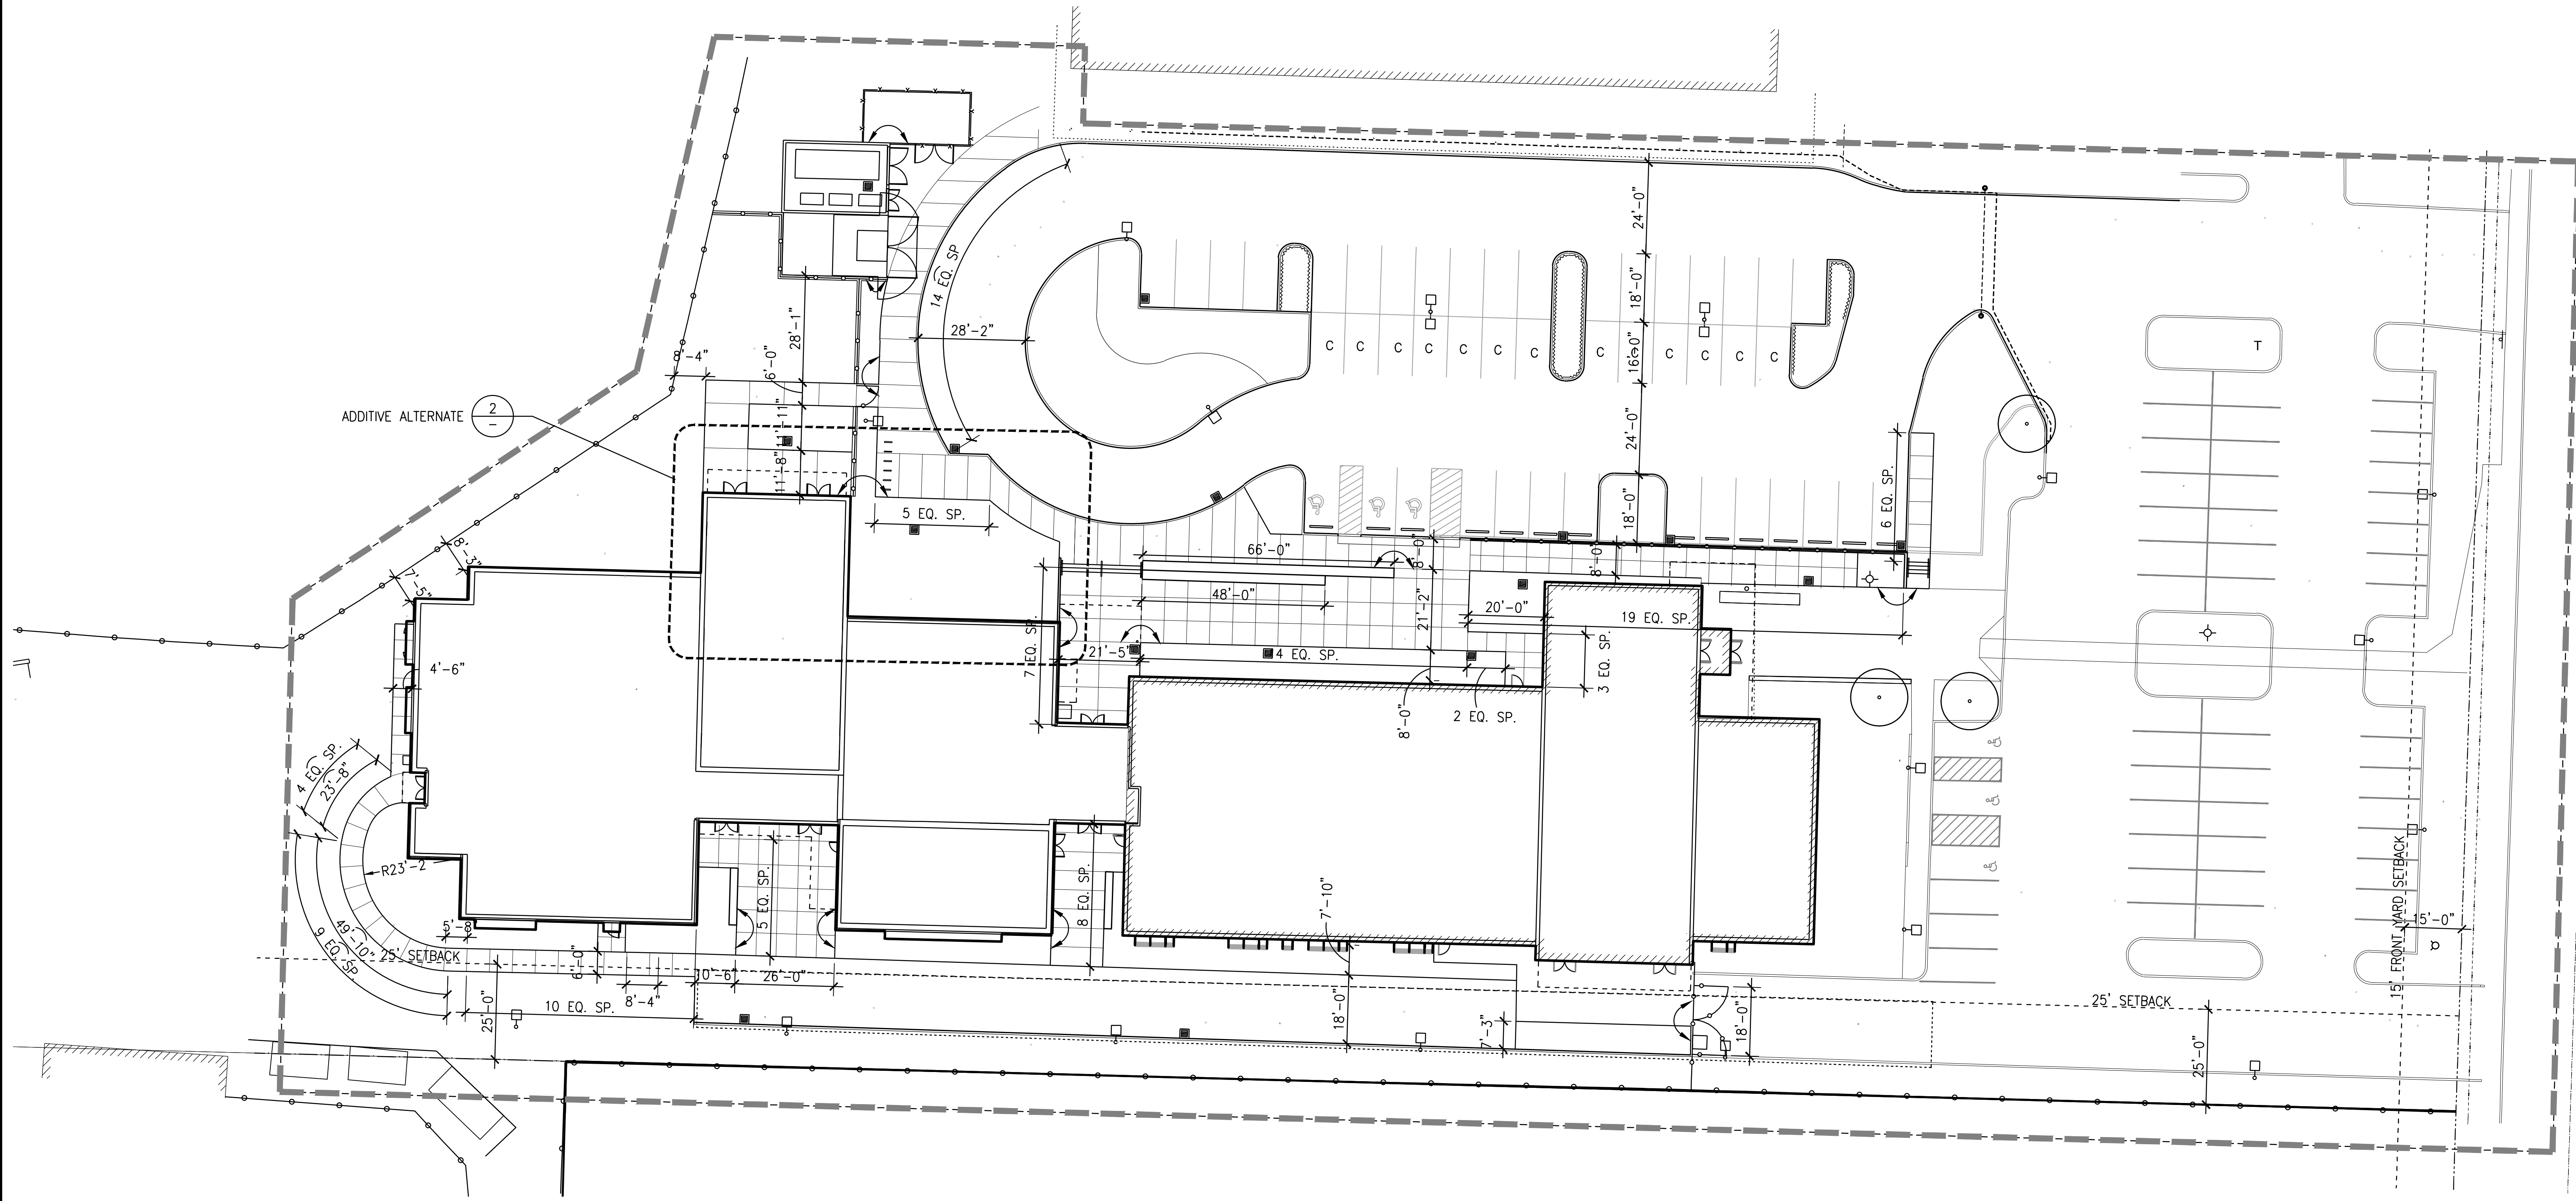 24'-0"
14 EQ. SP
18'-0"
28'-1"
28'-2"
T
C C C C C C C C C C C C C
16'-0"
8'-4"
6'-0"
ADDITIVE ALTERNATE
2
-
11'-11"
24'-0"
11'-8"
6 EQ. SP.
5 EQ. SP.
18'-0"
66'-0"
8'-0"
8'-0"
8'-3"
7'-5"
48'-0"
21'-2"
20'-0"
19 EQ. SP.
7 EQ. SP.
21'-5"
14 EQ. SP.
3 EQ. SP.
4'-6"
8'-0"
2 EQ. SP.
4 EQ. SP.
23'-8"
R23'-2
5 EQ. SP.
8 EQ. SP.
7'-10"
15' FRONT YARD SETBACK
15'-0"
5'-8
49'-10"
9 EQ. SP.
25' SETBACK
6'-0"
10'-6"
26'-0"
8'-4"
10 EQ. SP.
25'-0"
18'-0"
7'-3"
18'-0"
25' SETBACK
25'-0"